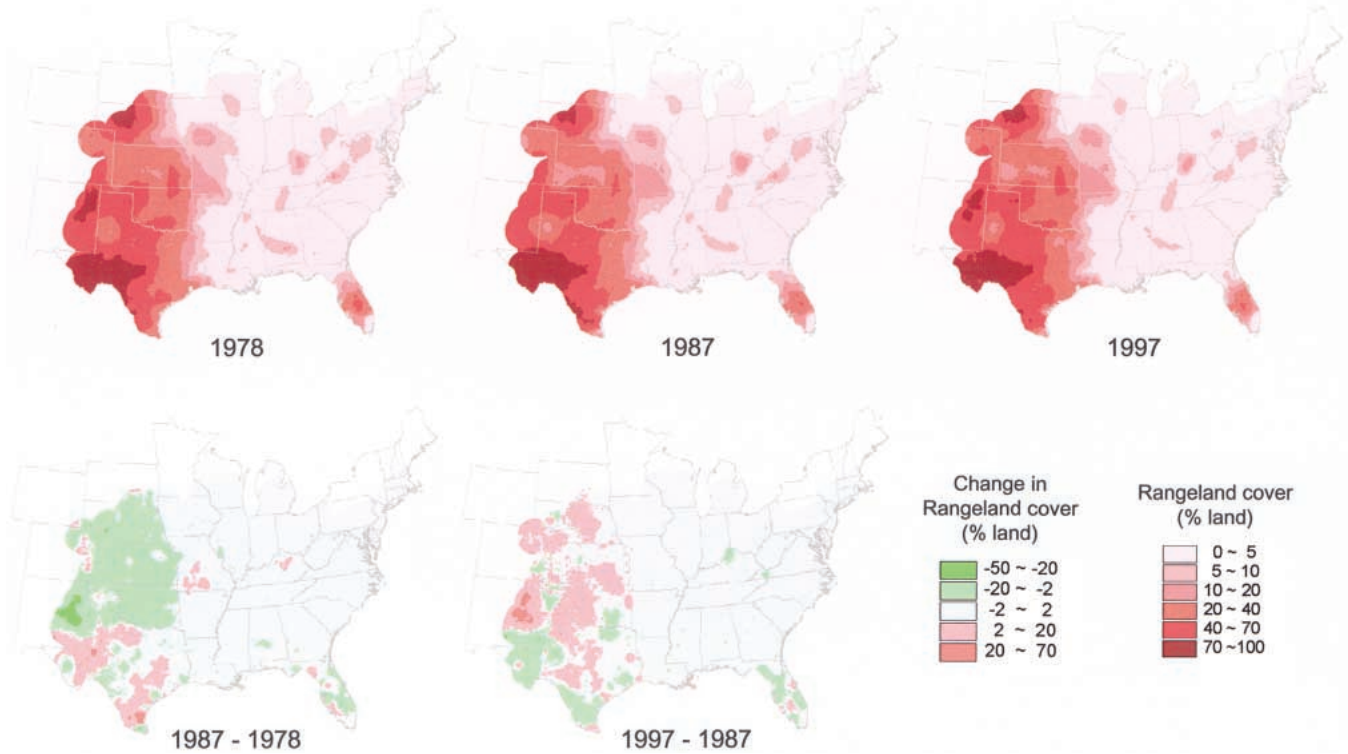 1978
1987
1997
1987 - 1978
1997 - 1987
Change in
Rangeland cover
(% land)
-50 ~ -20
-20 ~ -2
-2 ~ 2
2 ~ 20
20 ~ 70
Rangeland cover
(% land)
0 ~ 5
5 ~ 10
10 ~ 20
20 ~ 40
40 ~ 70
70 ~100